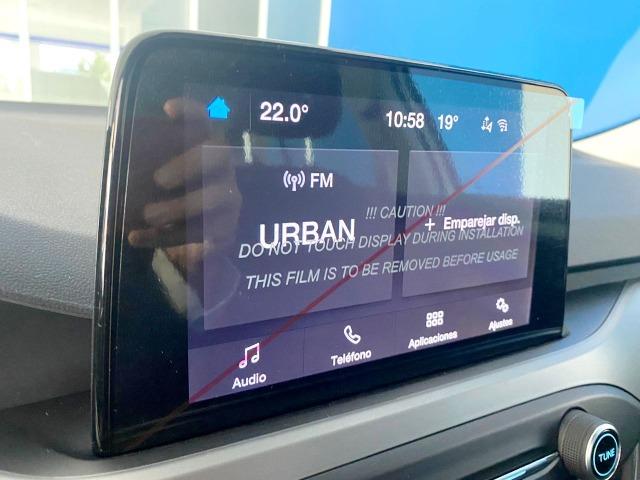 22.0° 10:58 19°
FM
URBAN
+ Emparejar disp.
!!! CAUTION !!!
DO NOT TOUCH DISPLAY DURING INSTALLATION
THIS FILM IS TO BE REMOVED BEFORE USAGE
Audio
Teléfono
Aplicaciones
Ajustes
TUNE